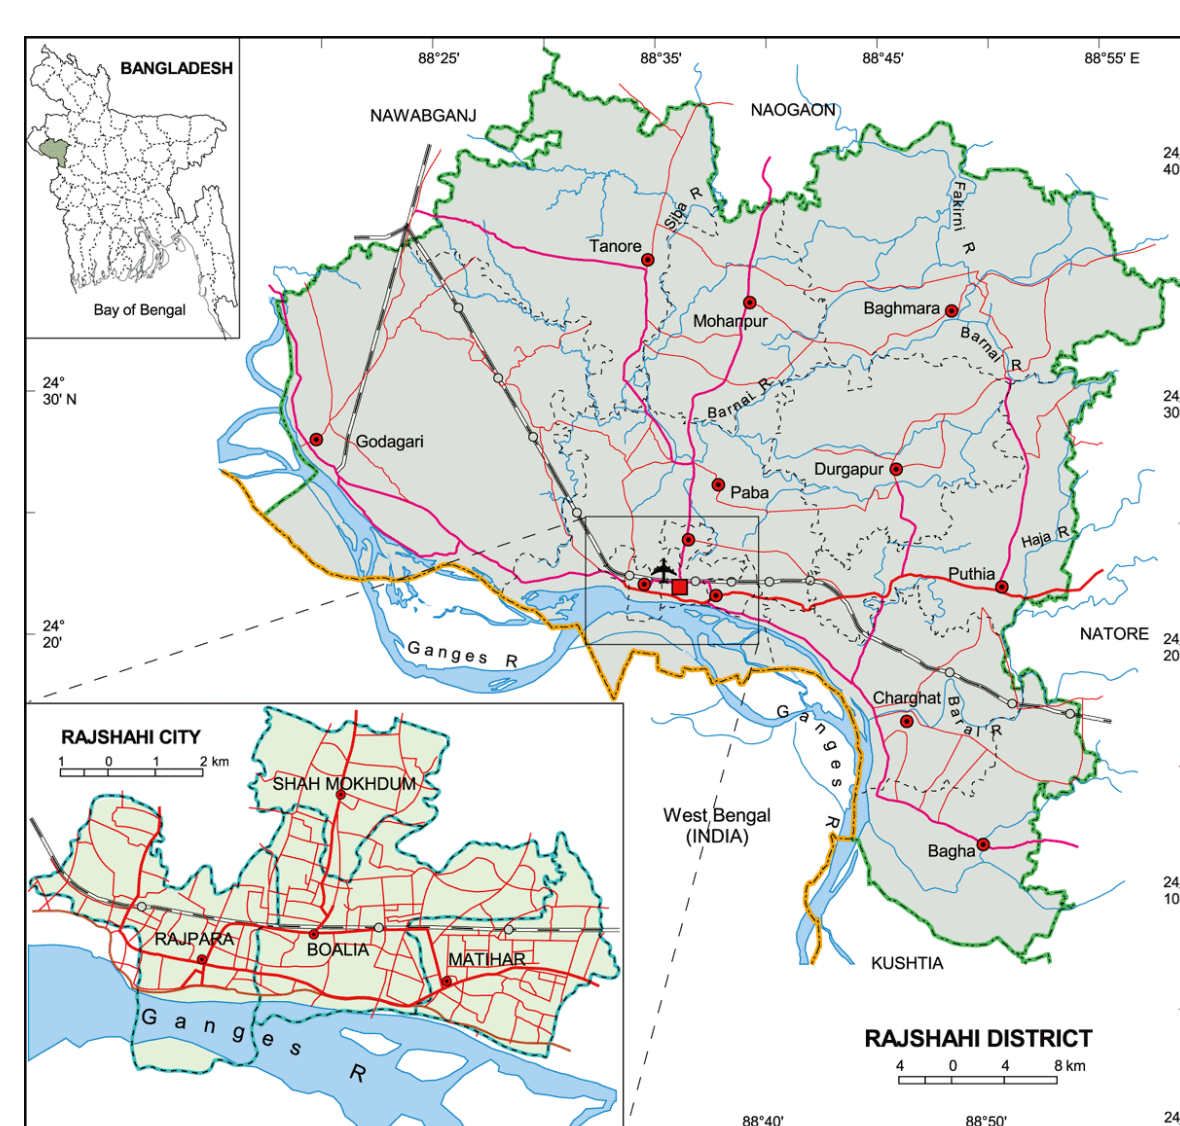 BANGLADESH
Bay of Bengal
88°25'
88°35'
88°45'
88°55' E
NAWABGANJ
NAOGAON
24
40
Siba R
Fakirni R
Tanore
Mohanpur
Baghmara
Barnal R
24°
30' N
24
30
Barnal R
Godagari
Durgapur
Paba
Haja R
Puthia
24°
20'
24
20
NATORE
Ganges R
Charghat
Baral R
Ganges R
West Bengal
(INDIA)
Bagha
24
10
KUSHTIA
RAJSHAHI CITY
1 0 1 2 km
SHAH MOKHDUM
RAJPARA
BOALIA
MATIHAR
Ganges R
RAJSHAHI DISTRICT
4 0 4 8 km
88°40'
88°50'
24